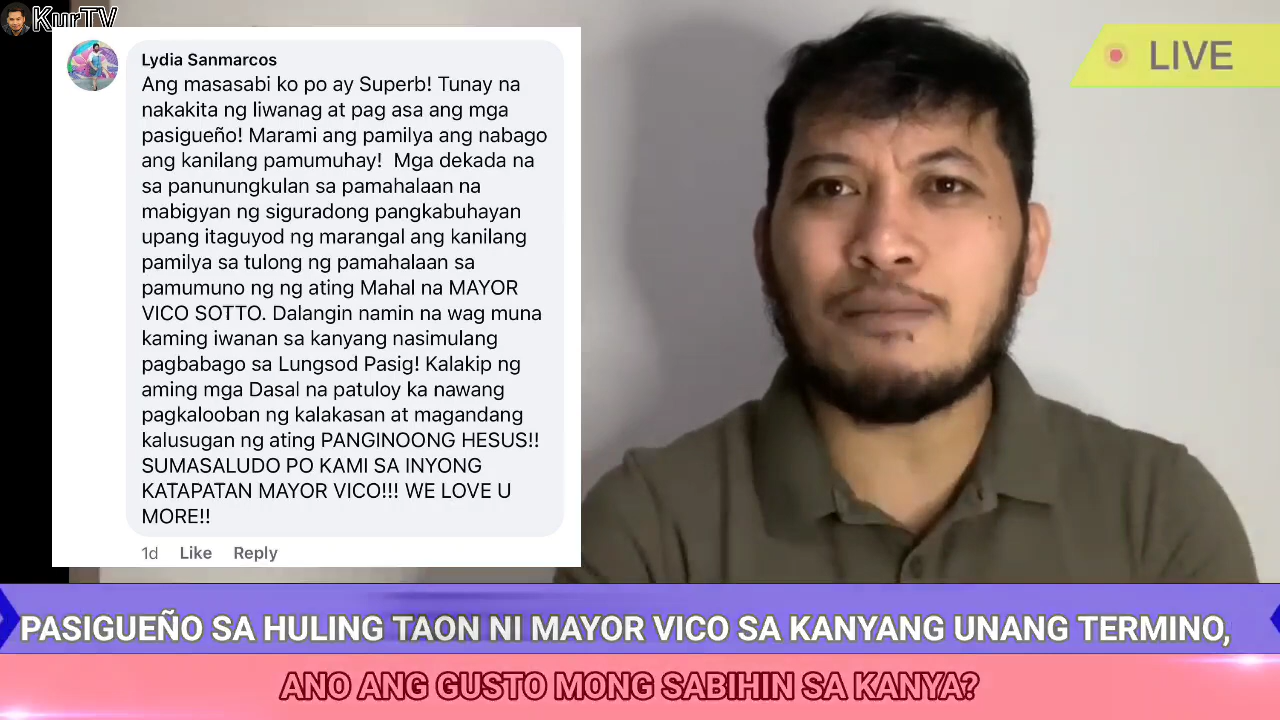 KurTV
LIVE
Lydia Sanmarcos
Ang masasabi ko po ay Superb! Tunay na
nakakita ng liwanag at pag asa ang mga
pasigueño! Marami ang pamilya ang nabago
ang kanilang pamumuhay!  Mga dekada na
sa panunungkulan sa pamahalaan na
mabigyan ng siguradong pangkabuhayan
upang itaguyod ng marangal ang kanilang
pamilya sa tulong ng pamahalaan sa
pamumuno ng ng ating Mahal na MAYOR
VICO SOTTO. Dalangin namin na wag muna
kaming iwanan sa kanyang nasimulang
pagbabago sa Lungsod Pasig! Kalakip ng
aming mga Dasal na patuloy ka nawang
pagkalooban ng kalakasan at magandang
kalusugan ng ating PANGINOONG HESUS!!
SUMASALUDO PO KAMI SA INYONG
KATAPATAN MAYOR VICO!!! WE LOVE U
MORE!!
1d Like Reply
PASIGUEÑO SA HULING TAON NI MAYOR VICO SA KANYANG UNANG TERMINO,
ANO ANG GUSTO MONG SABIHIN SA KANYA?